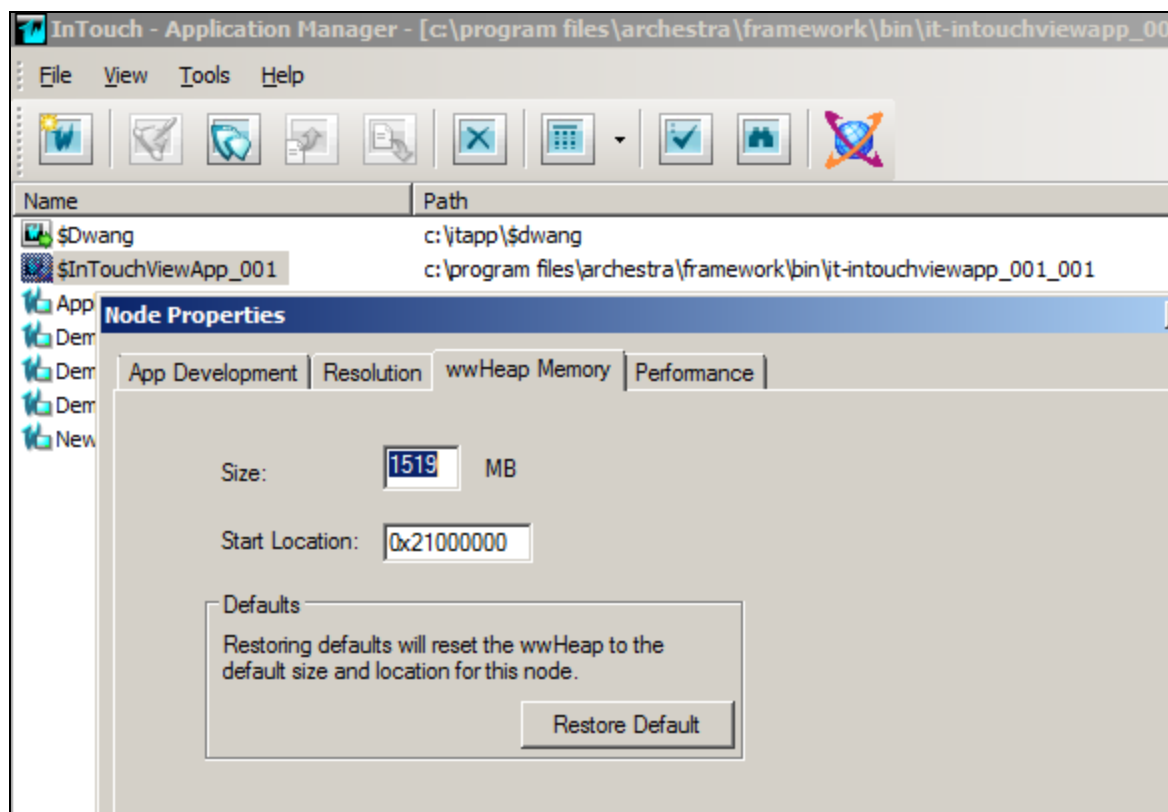 InTouch - Application Manager - [c:\program files\archestra\framework\bin\it-intouchviewapp_00
File View Tools Help
Name Path
$Dwang c:\itapp\$dwang
$InTouchViewApp_001 c:\program files\archestra\framework\bin\it-intouchviewapp_001_001
App
Node Properties
Dem
Dem
App Development Resolution wwHeap Memory Performance
Dem
New
Size: 1519 MB
Start Location: 0x21000000
Defaults
Restoring defaults will reset the wwHeap to the
default size and location for this node.
Restore Default